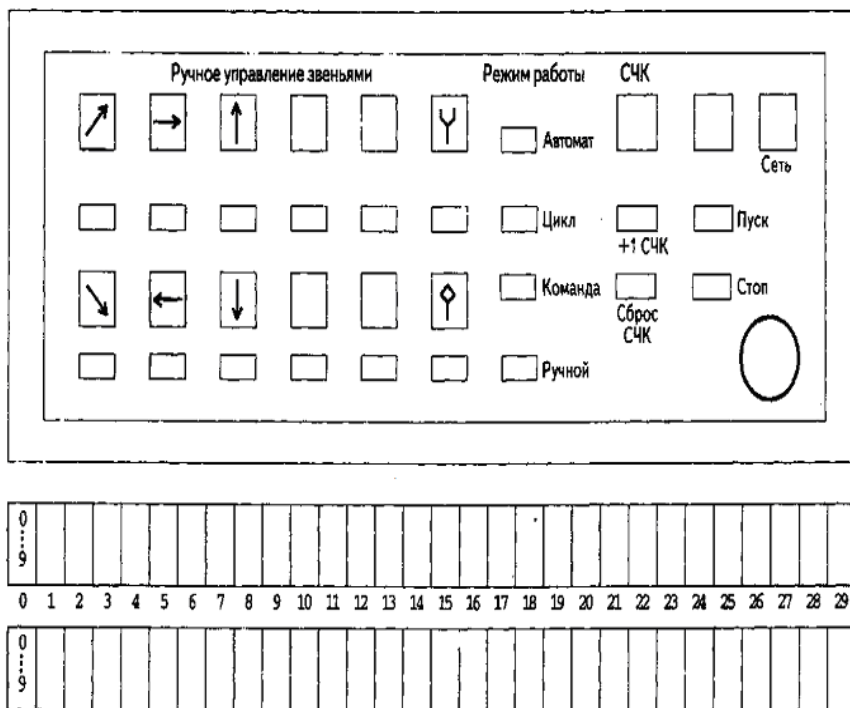 Ручное управление звеньями Режим работы СЧК
Автомат
Сеть
Цикл
+1 СЧК
Пуск
Команда
Сброс
СЧК
Стоп
Ручной
0
9
0 1 2 3 4 5 6 7 8 9 10 11 12 13 14 15 16 17 18 19 20 21 22 23 24 25 26 27 28 29
0
9